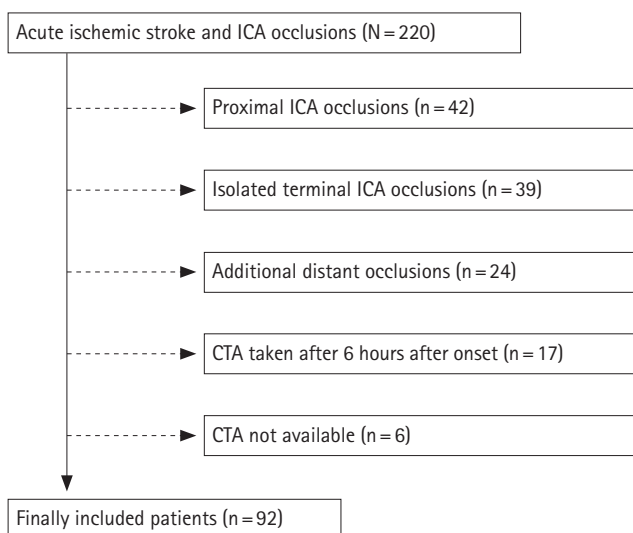 Acute ischemic stroke and ICA occlusions (N=220)
Proximal ICA occlusions (n=42)
Isolated terminal ICA occlusions (n=39)
Additional distant occlusions (n=24)
CTA taken after 6 hours after onset (n=17)
CTA not available (n=6)
Finally included patients (n=92)